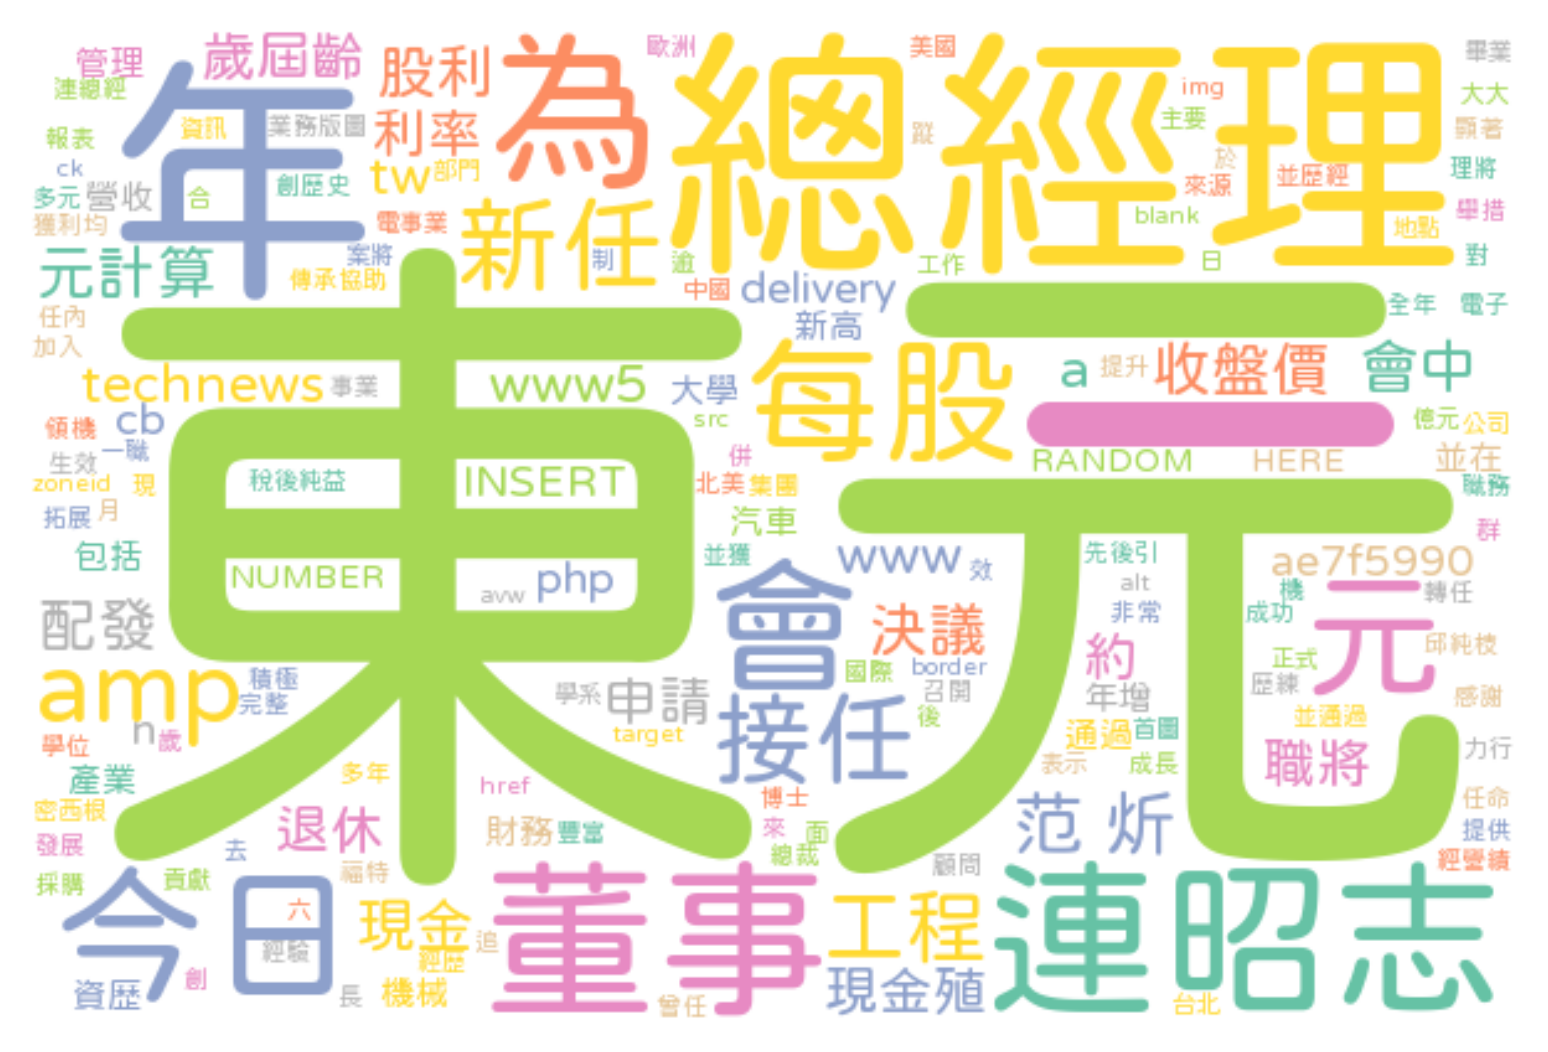 管理 歲屆齡 股利 為 歐洲 總經理 美國 畢業
連總經 年 利率 img 大大
報表 資訊 業務版圖 蹤 主要 顯著
ck 創歷史 tw 部門 於 來源 並歷經 理將
多元 營收 合 電事業 新任 blank 舉措
獲利均 地點
元計算 案將 傳承協助 制 逾 工作 日 對
中國 delivery 全年 電子
任內 新高
加入 東元 每股 a 提升 收盤價 會中
technews 事業 www5 大學
領機 cb 一職 src 億元 公司
生效 稅後純益 INSERT 併 RANDOM HERE 並在
zoneid 現 北美 集團 職務
拓展 月 汽車 群
包括 NUMBER avw php 並獲 www 效 先後引 ae7f5990
alt 機 轉任
配發 會 決議 非常 成功 元
約 正式 邱純枝
amp 積極 國際 border 歷練
完整 學系 申請 接任 召開 年增 感謝
n 歲 target 後 通過 首圖 並通過
學位 表示 成長 職將 力行
產業 多年 href 博士 任命
密西根 退休 財務 豐富 來 面 范 炘 提供
發展 去 總裁 顧問 經營績
採購 貢獻 福特
今日 六 現金 董事 工程 連昭志
經驗 經歷 追
資歷 創 長 機械 曾任 現金殖 台北